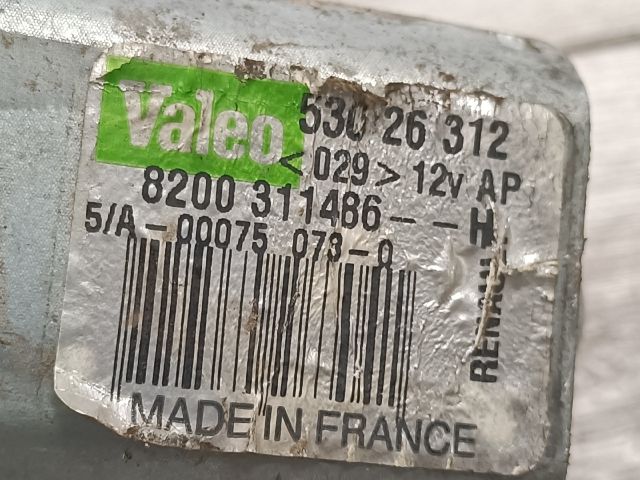 Valeo 530 26 312
<029> 12v AP
8200 311486--H
5/A-00075 073-0
RENAULT
MADE IN FRANCE